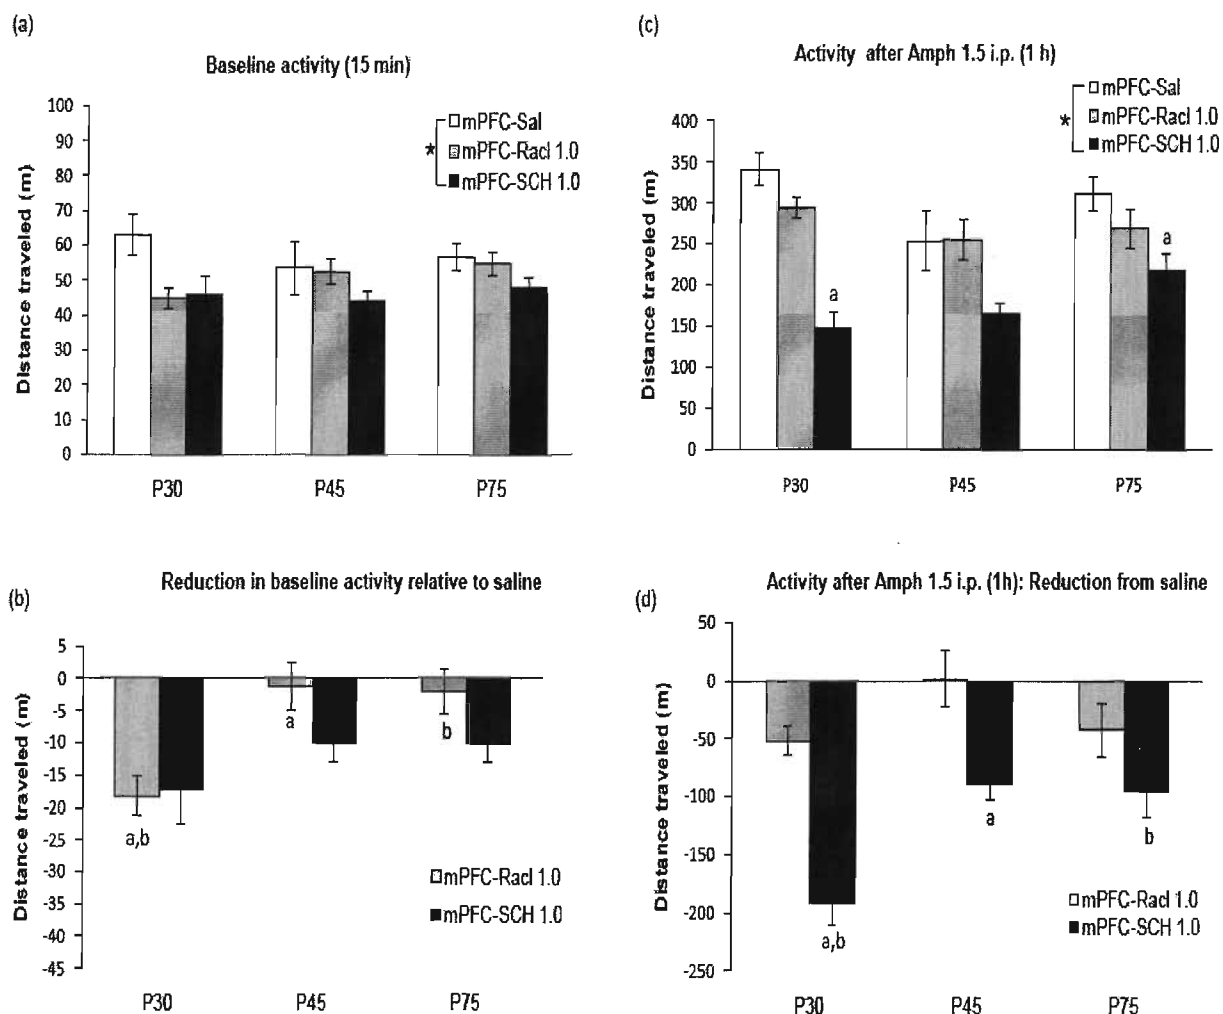 (a)
Baseline activity (15 min)
100
90
80
70
60
50
40
30
20
10
0
Distance traveled (m)
mPFC-Sal
mPFC-Racl 1.0
mPFC-SCH 1.0
*
P30 P45 P75
(c)
Activity after Amph 1.5 i.p. (1 h)
mPFC-Sal
mPFC-Racl 1.0
mPFC-SCH 1.0
*
400
350
300
250
200
150
100
50
0
Distance traveled (m)
a
a
P30 P45 P75
(b)
Reduction in baseline activity relative to saline
5
0
-5
-10
-15
-20
-25
-30
-35
-40
-45
Distance traveled (m)
a
b
a,b
mPFC-Racl 1.0
mPFC-SCH 1.0
P30 P45 P75
(d)
Activity after Amph 1.5 i.p. (1h): Reduction from saline
50
0
-50
-100
-150
-200
-250
Distance traveled (m)
a
b
a,b
mPFC-Racl 1.0
mPFC-SCH 1.0
P30 P45 P75